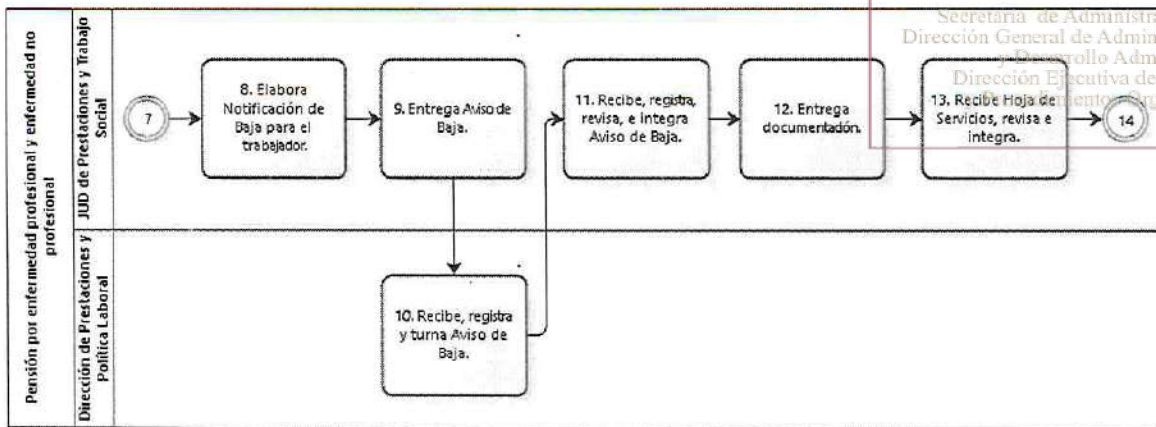 Secretaría de Administra
Dirección General de Admin
y Desarrollo Adm
Dirección Ejecutiva de
Pensión por enfermedad profesional y enfermedad no
profesional
JUD de Prestaciones y Trabajo
Social
7
8. Elabora
Notificación de
Baja para el
trabajador.
9. Entrega Aviso de
Baja.
11. Recibe, registra,
revisa, e integra
Aviso de Baja.
12. Entrega
documentación.
13. Recibe Hoja de
Servicios, revisa e
integra.
14
Dirección de Prestaciones y
Política Laboral
10. Recibe, registra
y turna Aviso de
Baja.